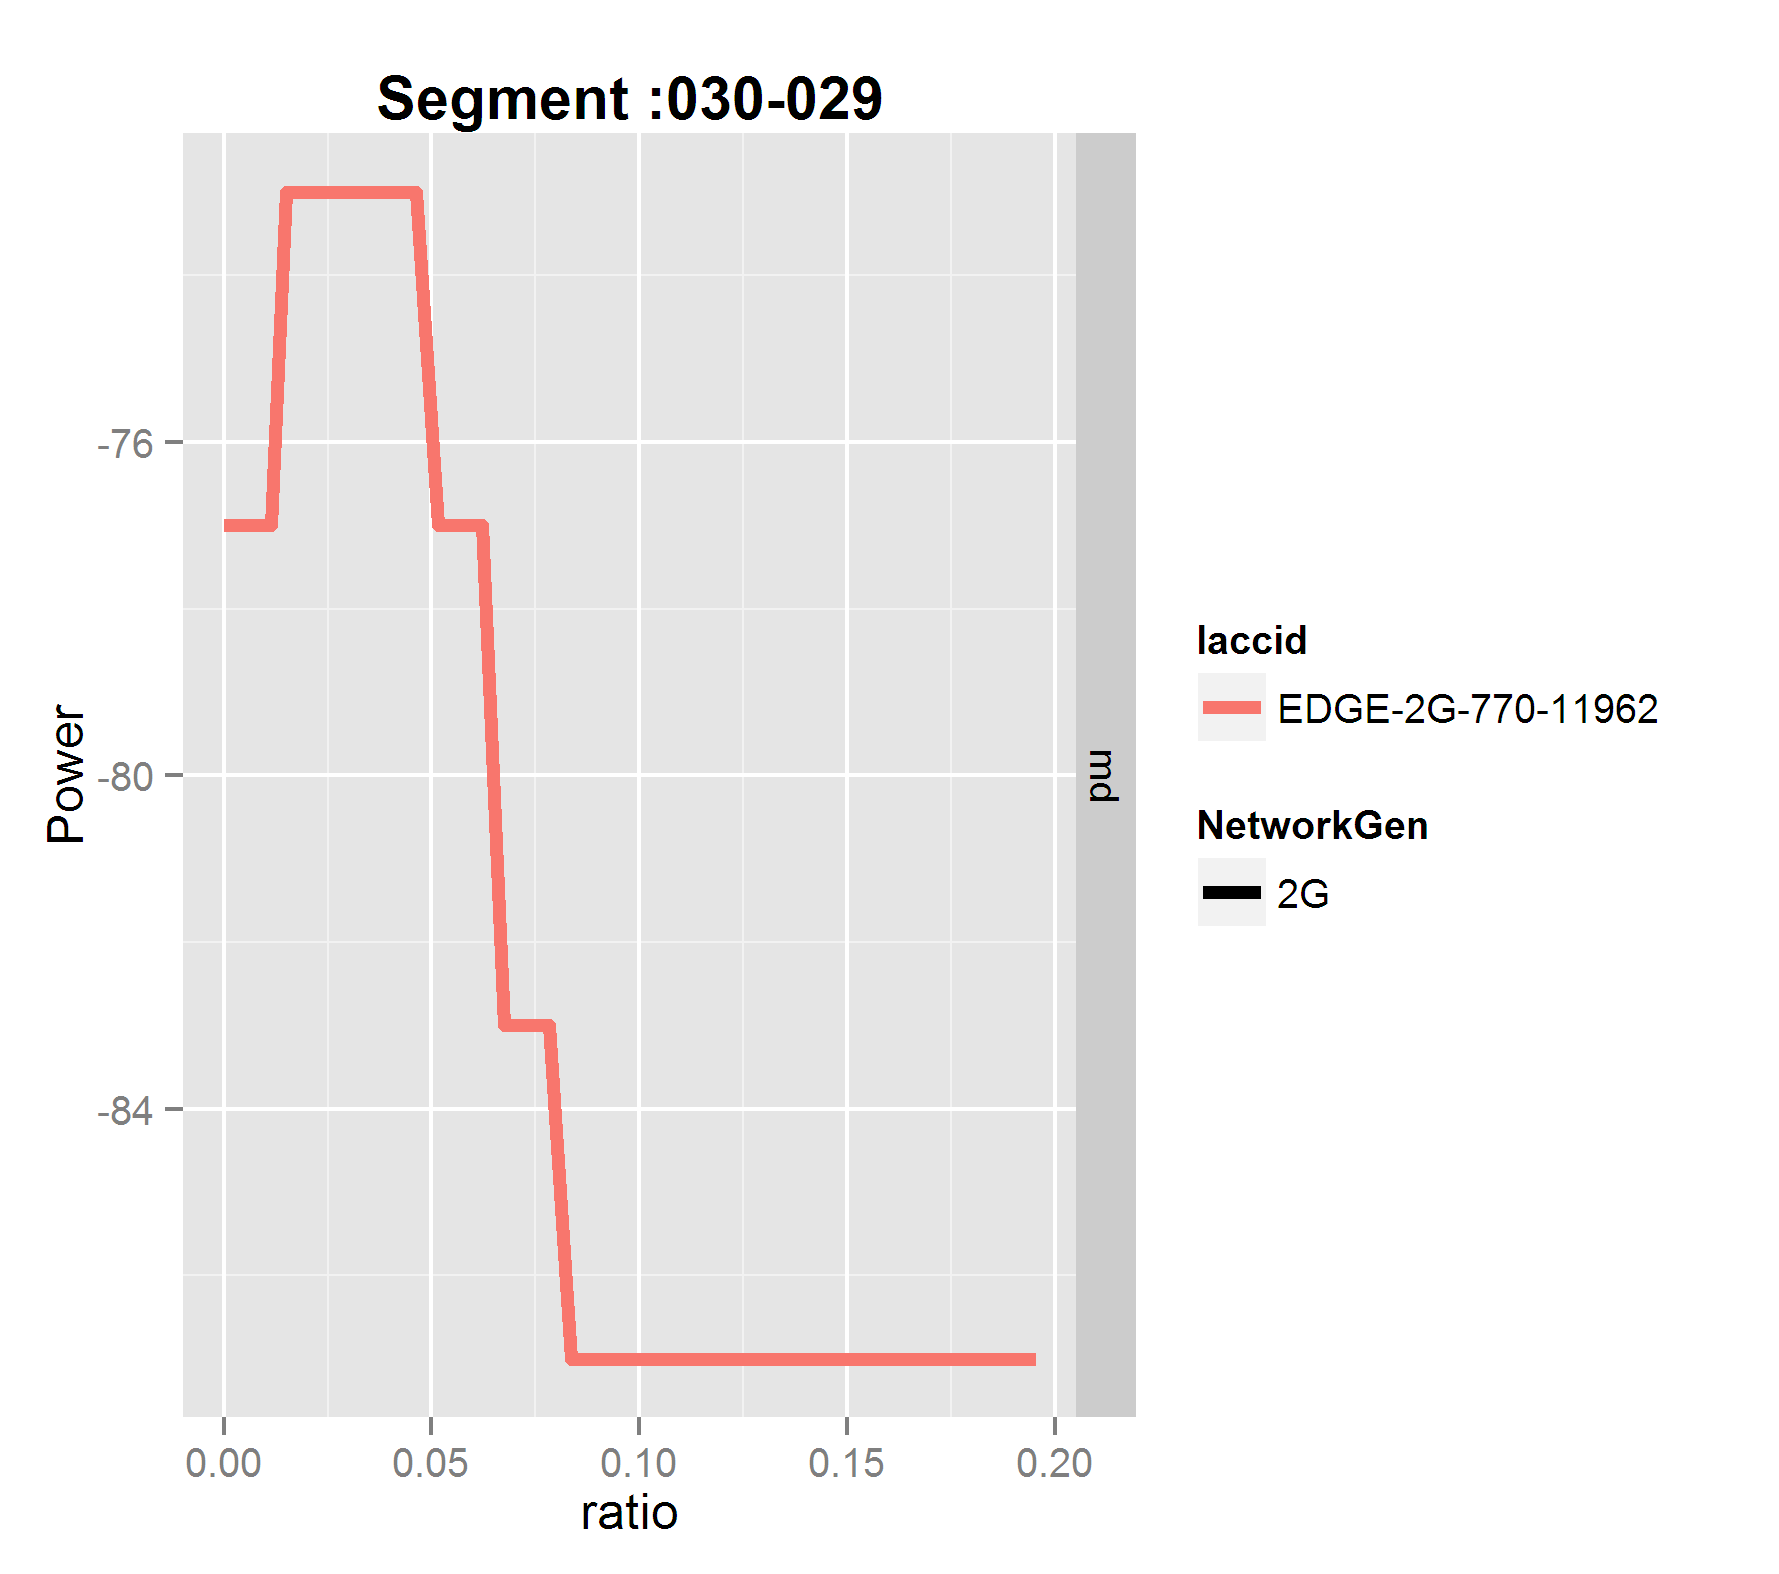 Segment :030-029
Power
-76
-80
-84
0.00 0.05 0.10 0.15 0.20
ratio
md
laccid
EDGE-2G-770-11962
NetworkGen
2G